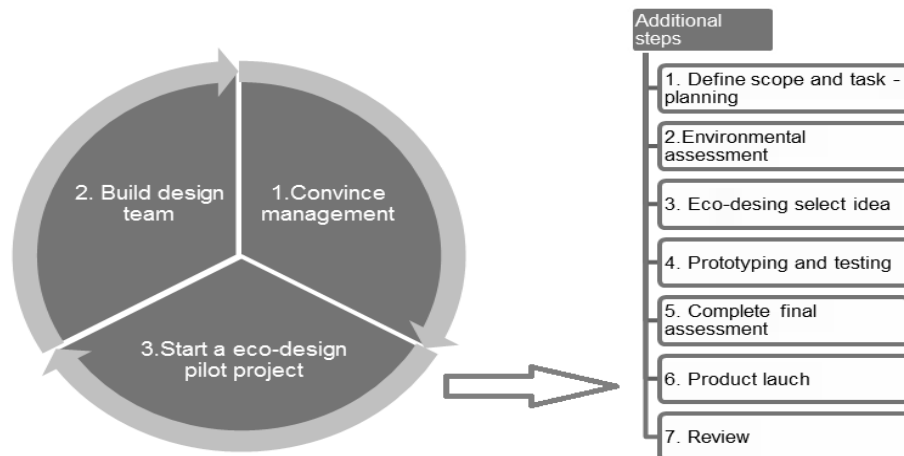 2. Build design
team
1.Convince
management
3.Start a eco-design
pilot project
Additional
steps
1. Define scope and task -
planning
2.Environmental
assessment
3. Eco-desing select idea
4. Prototyping and testing
5. Complete final
assessment
6. Product lauch
7. Review